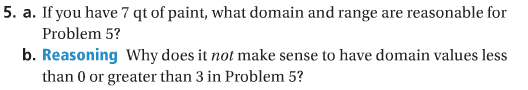 5. a. If you have 7 qt of paint, what domain and range are reasonable for
Problem 5?
b. Reasoning Why does it not make sense to have domain values less
than 0 or greater than 3 in Problem 5?